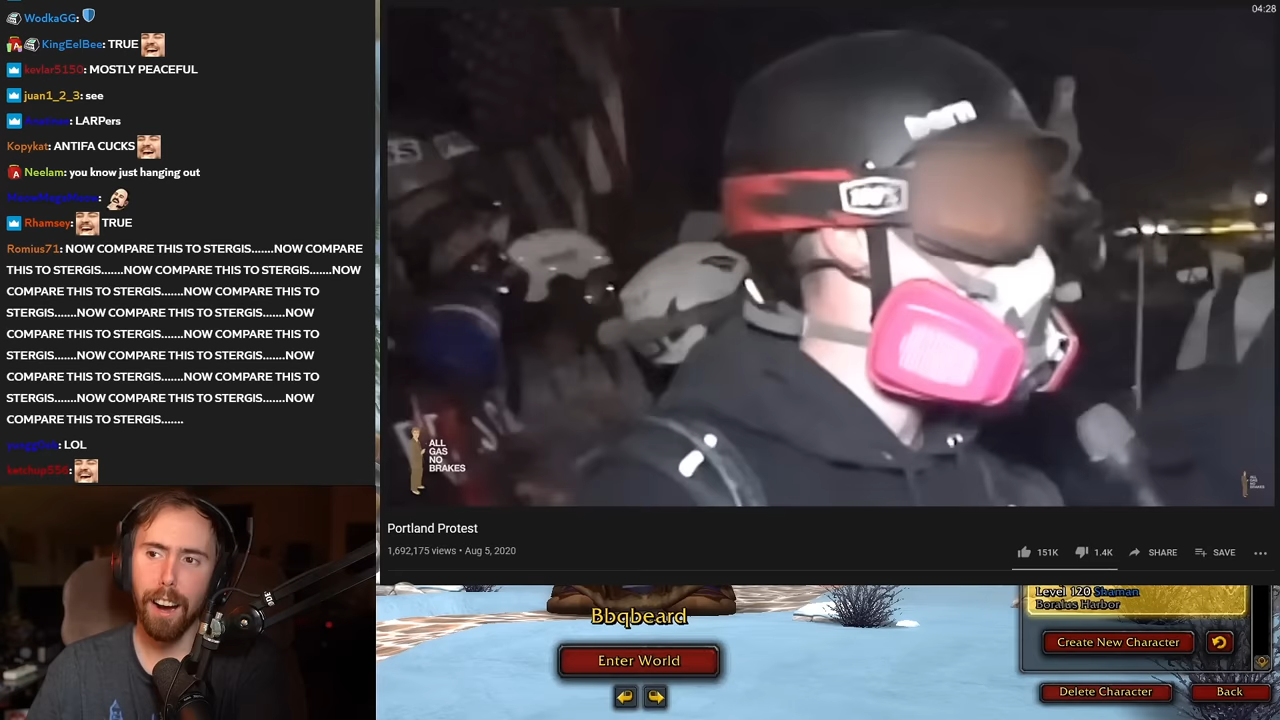 WodkaGG:
KingEelBee: TRUE
kevlar5150: MOSTLY PEACEFUL
juan1_2_3: see
: LARPers
Kopykat: ANTIFA CUCKS
Neelam: you know just hanging out
Rhamsey: TRUE
Romius71: NOW COMPARE THIS TO STERGIS.......NOW COMPARE
THIS TO STERGIS.......NOW COMPARE THIS TO STERGIS.......NOW
COMPARE THIS TO STERGIS.......NOW COMPARE THIS TO
STERGIS.......NOW COMPARE THIS TO STERGIS.......NOW
COMPARE THIS TO STERGIS.......NOW COMPARE THIS TO
STERGIS.......NOW COMPARE THIS TO STERGIS.......NOW
COMPARE THIS TO STERGIS.......NOW COMPARE THIS TO
STERGIS.......NOW COMPARE THIS TO STERGIS.......NOW
COMPARE THIS TO STERGIS.......
: LOL
ketchup556:
04:28
100%
ALL
GAS
NO
BRAKES
ALL
GAS
NO
BRAKES
Portland Protest
1,692,175 views • Aug 5, 2020
151K
1.4K
SHARE
SAVE
Bbqbeard
Enter World
Level 120 Shaman
Boralus Harbor
Create New Character
Delete Character
Back